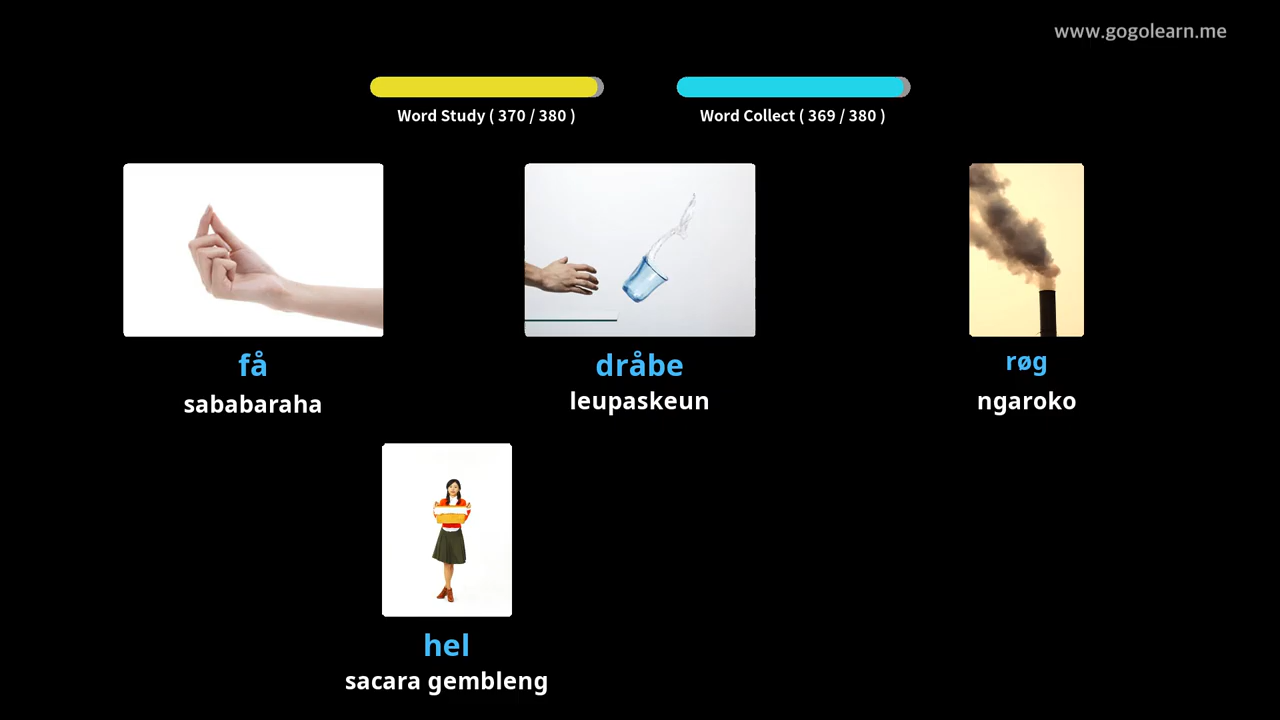 www.gogolearn.me
Word Study ( 370 / 380 )
Word Collect ( 369 / 380 )
få
sababaraha
dråbe
leupaskeun
røg
ngaroko
hel
sacara gembleng